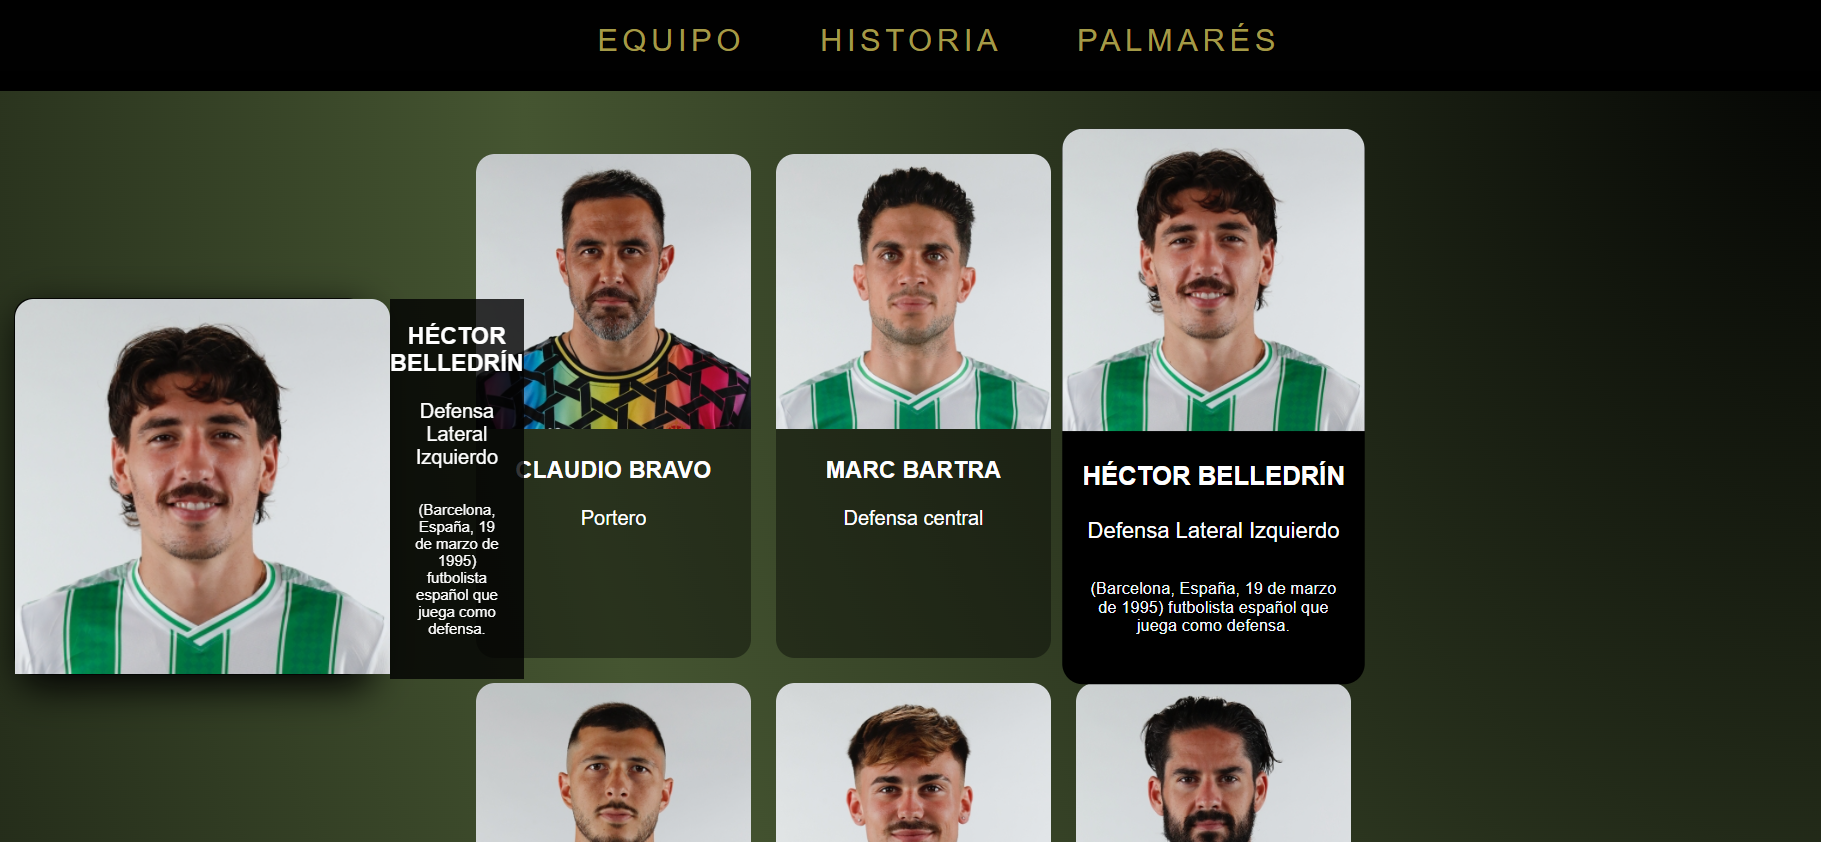 EQUIPO HISTORIA PALMARÉS
HÉCTOR
BELLEDRÍN
Defensa
Lateral
Izquierdo
(Barcelona,
España, 19
de marzo de
1995)
futbolista
español que
juega como
defensa.
CLAUDIO BRAVO
Portero
MARC BARTRA
Defensa central
HÉCTOR BELLEDRÍN
Defensa Lateral Izquierdo
(Barcelona, España, 19 de marzo
de 1995) futbolista español que
juega como defensa.